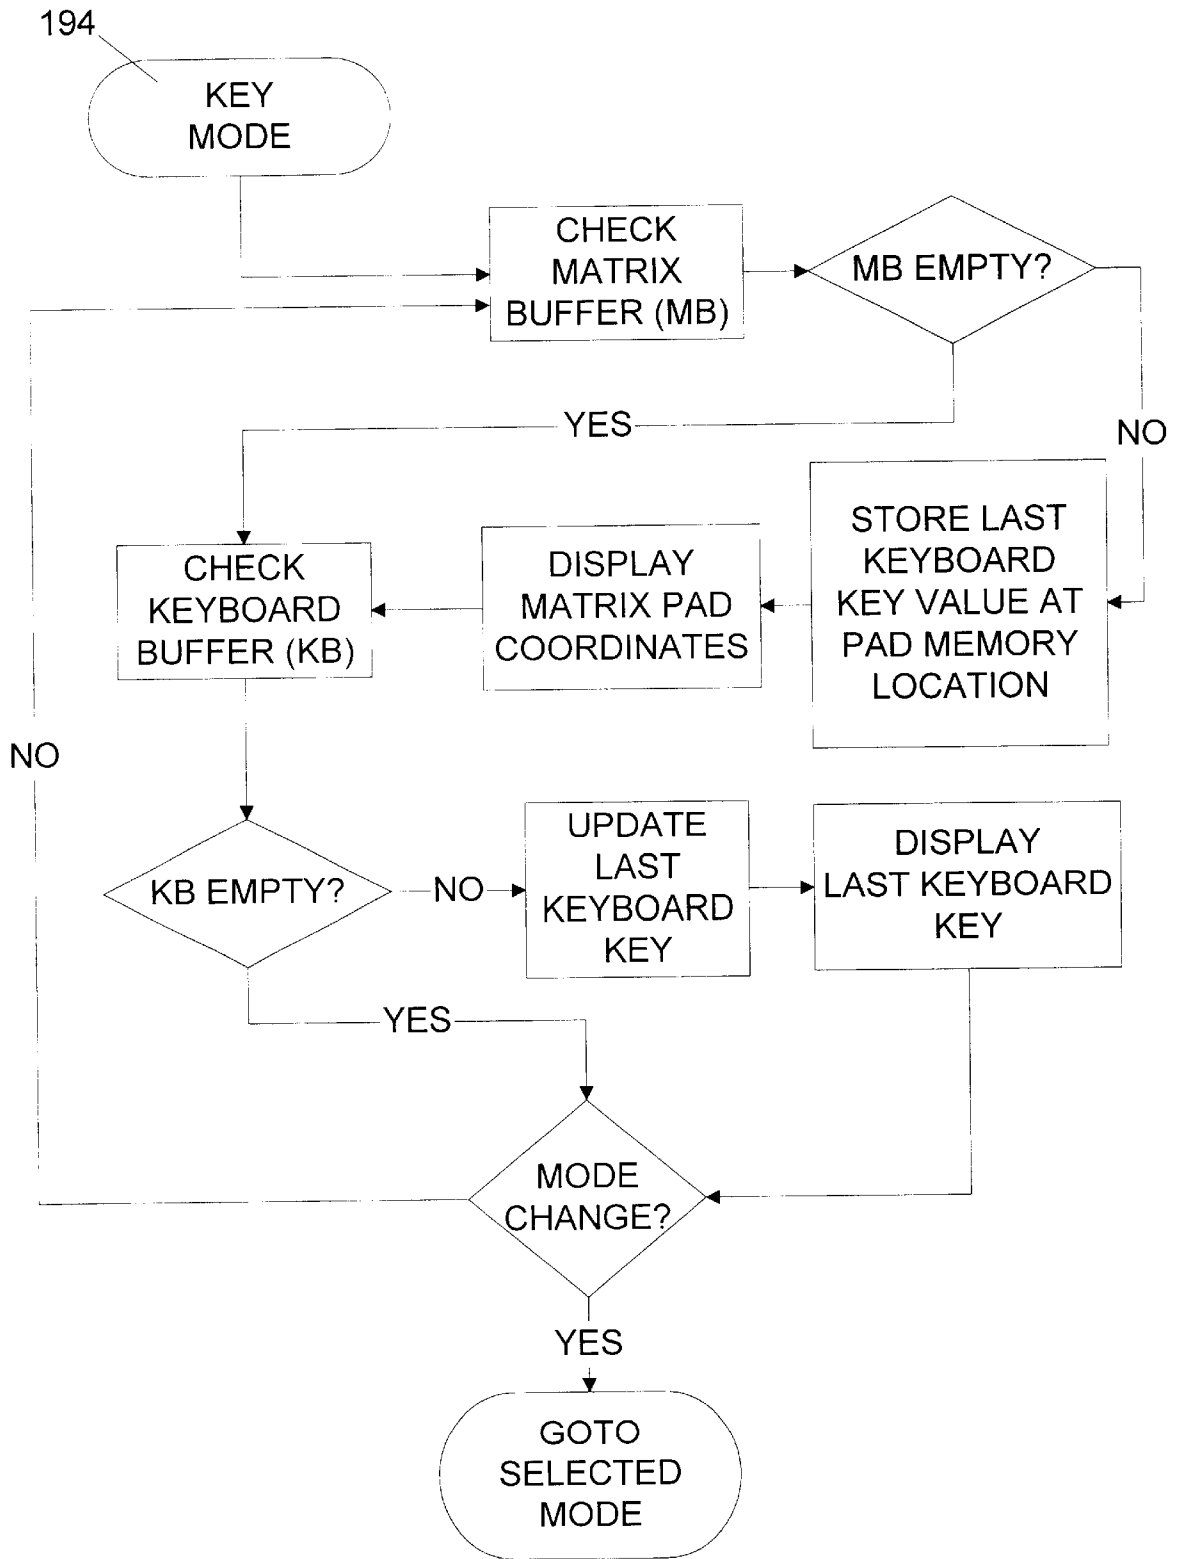 194
KEY
MODE
CHECK
MATRIX
BUFFER (MB)
MB EMPTY?
YES
NO
STORE LAST
KEYBOARD
KEY VALUE AT
PAD MEMORY
LOCATION
DISPLAY
MATRIX PAD
COORDINATES
CHECK
KEYBOARD
BUFFER (KB)
NO
KB EMPTY?
NO
UPDATE
LAST
KEYBOARD
KEY
DISPLAY
LAST KEYBOARD
KEY
YES
MODE
CHANGE?
YES
GOTO
SELECTED
MODE